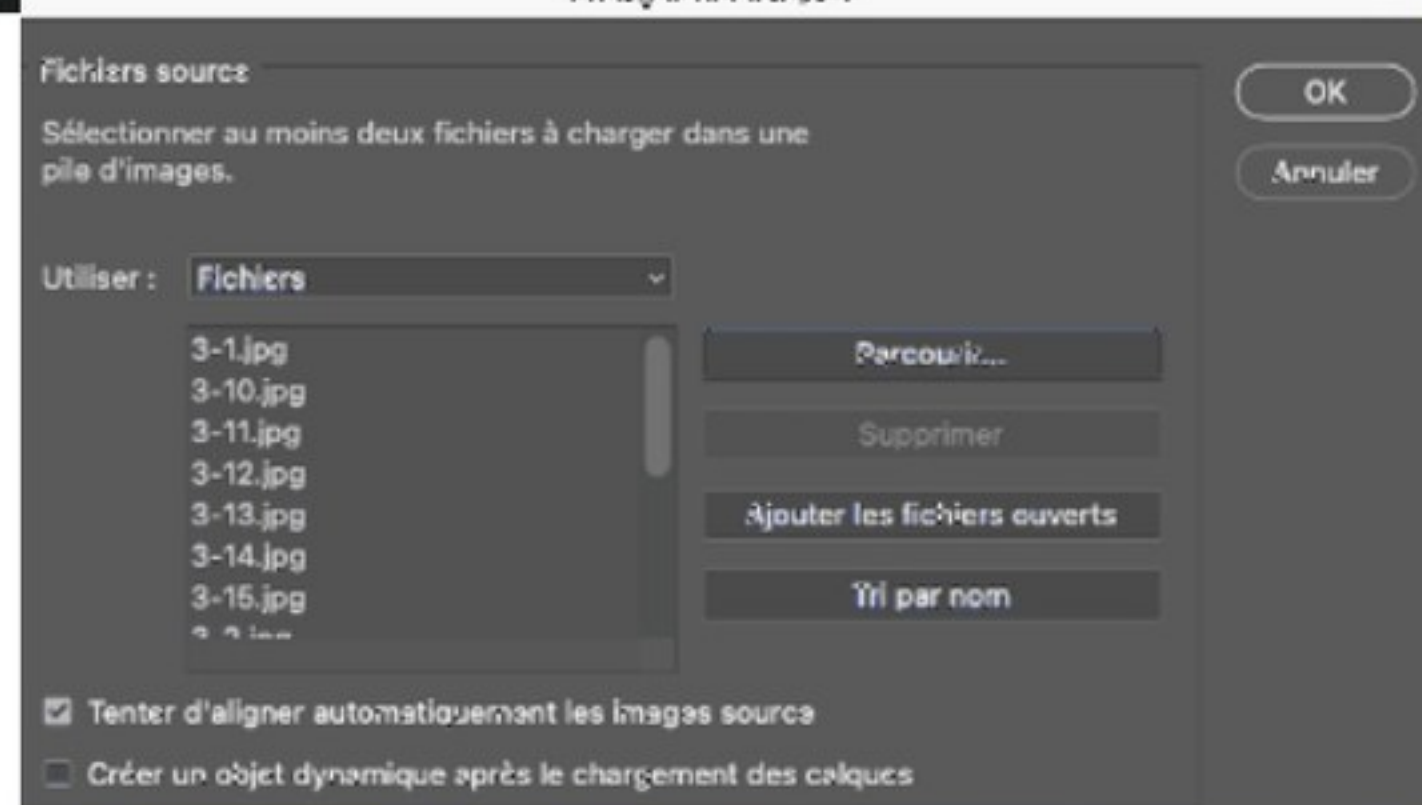 Fichiers source
OK
Sélectionner au moins deux fichiers à charger dans une
pile d'images.
Annuler
Utiliser : Fichiers
3-1.jpg
Parcourir...
3-10.jpg
3-11.jpg
Supprimer
3-12.jpg
3-13.jpg
Ajouter les fichiers ouverts
3-14.jpg
3-15.jpg
Tri par nom
Tenter d'aligner automatiquement les images source
Créer un objet dynamique après le chargement des calques